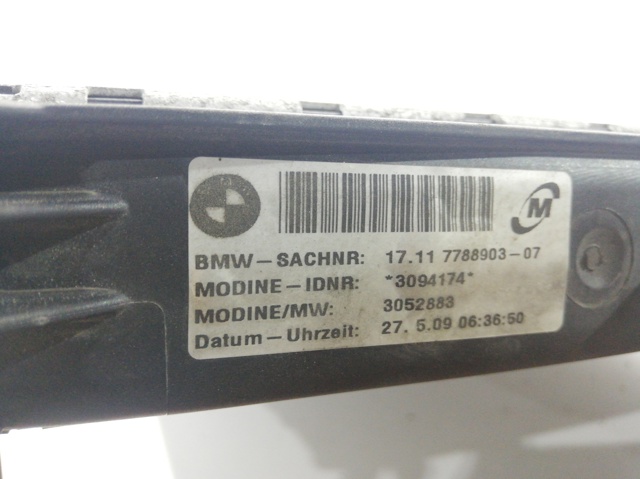 M
BMW-SACHNR: 17.11 7788903-07
MODINE-IDNR: *3094174*
MODINE/MW: 3052883
Datum-Uhrzeit: 27. 5.09 06:36:50